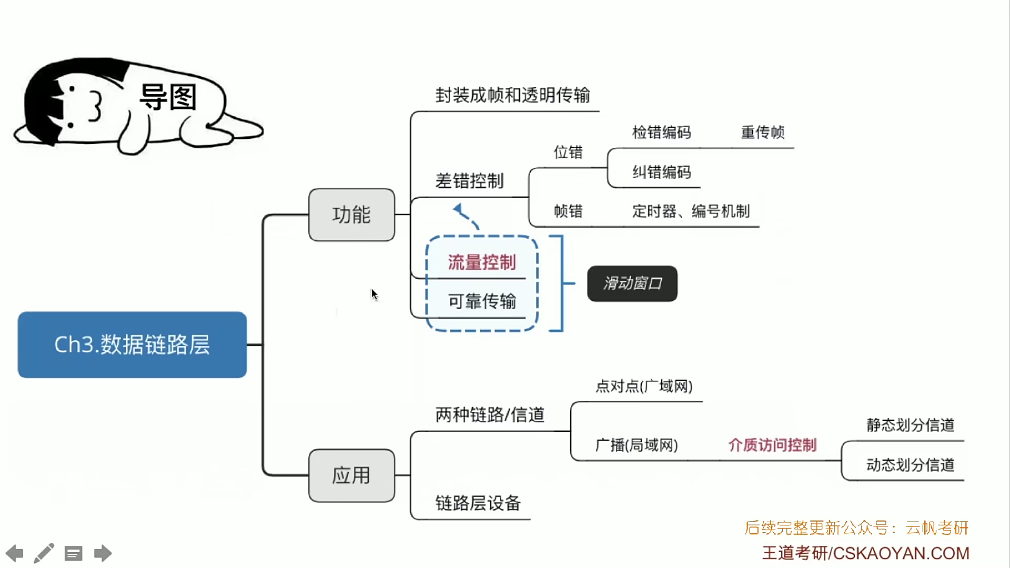 导图
封装成帧和透明传输
检错编码
重传帧
位错
纠错编码
差错控制
帧错
定时器、编号机制
功能
流量控制
滑动窗口
可靠传输
Ch3.数据链路层
点对点(广域网)
两种链路/信道
静态划分信道
广播(局域网)
介质访问控制
动态划分信道
应用
链路层设备
后续完整更新公众号：云帆考研
王道考研/CSKAOYAN.COM